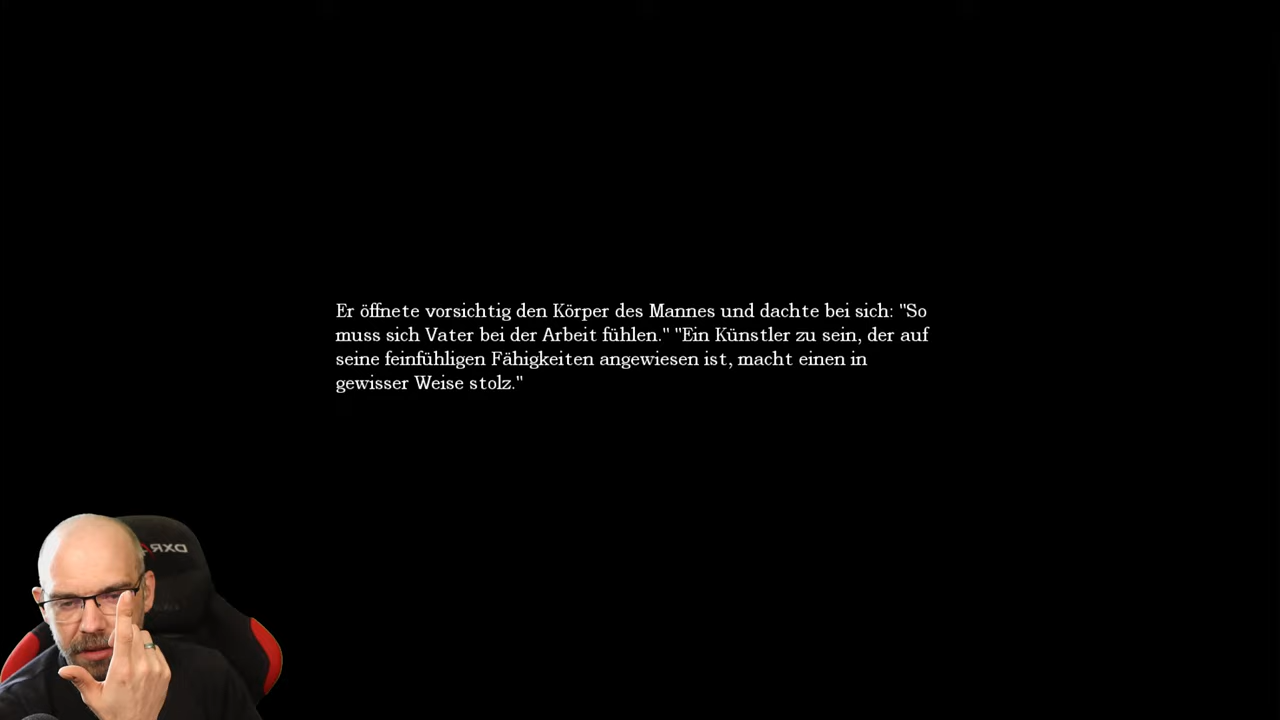 Er öffnete vorsichtig den Körper des Mannes und dachte bei sich: "So
muss sich Vater bei der Arbeit fühlen." "Ein Künstler zu sein, der auf
seine feinfühligen Fähigkeiten angewiesen ist, macht einen in
gewisser Weise stolz."